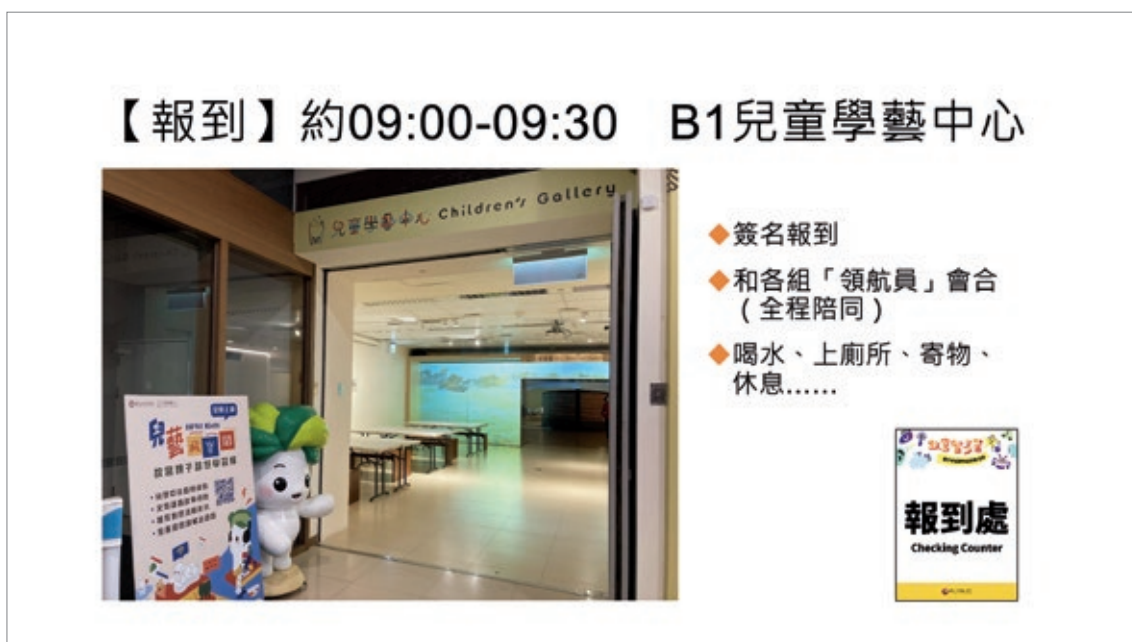 【報到】約09:00-09:30 B1兒童學藝中心
兒童學藝中心 Children's Gallery
◆簽名報到
◆和各組「領航員」會合
（全程陪同）
◆喝水、上廁所、寄物、
休息……
兒藝
報到處
Checking Counter